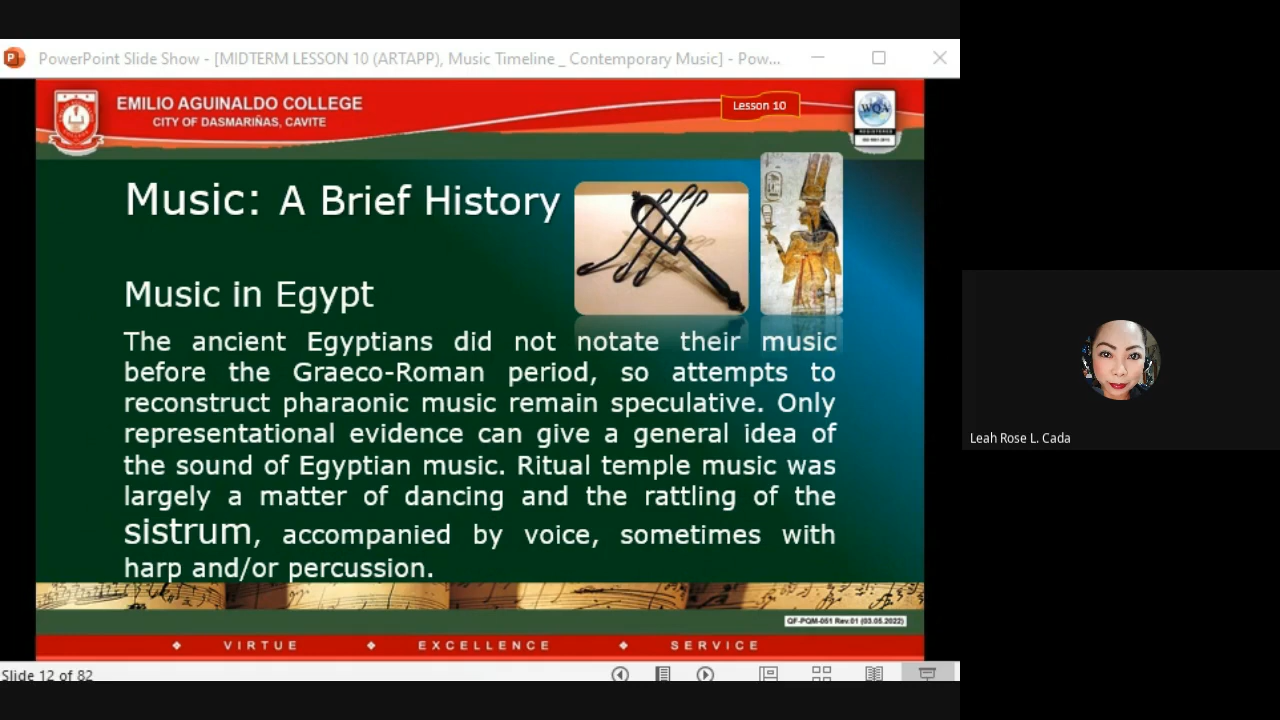 PowerPoint Slide Show - [MIDTERM LESSON 10 (ARTAPP), Music Timeline _ Contemporary Music] - Pow...
EMILIO AGUINALDO COLLEGE
CITY OF DASMARIÑAS, CAVITE
Lesson 10
WQA
REGISTERED
Music: A Brief History
Music in Egypt
The ancient Egyptians did not notate their music
before the Graeco-Roman period, so attempts to
reconstruct pharaonic music remain speculative. Only
representational evidence can give a general idea of
the sound of Egyptian music. Ritual temple music was
largely a matter of dancing and the rattling of the
sistrum, accompanied by voice, sometimes with
harp and/or percussion.
QF-PQM-051 Rev.01 (03.05.2022)
VIRTUE EXCELLENCE SERVICE
Slide 12 of 82
Leah Rose L. Cada